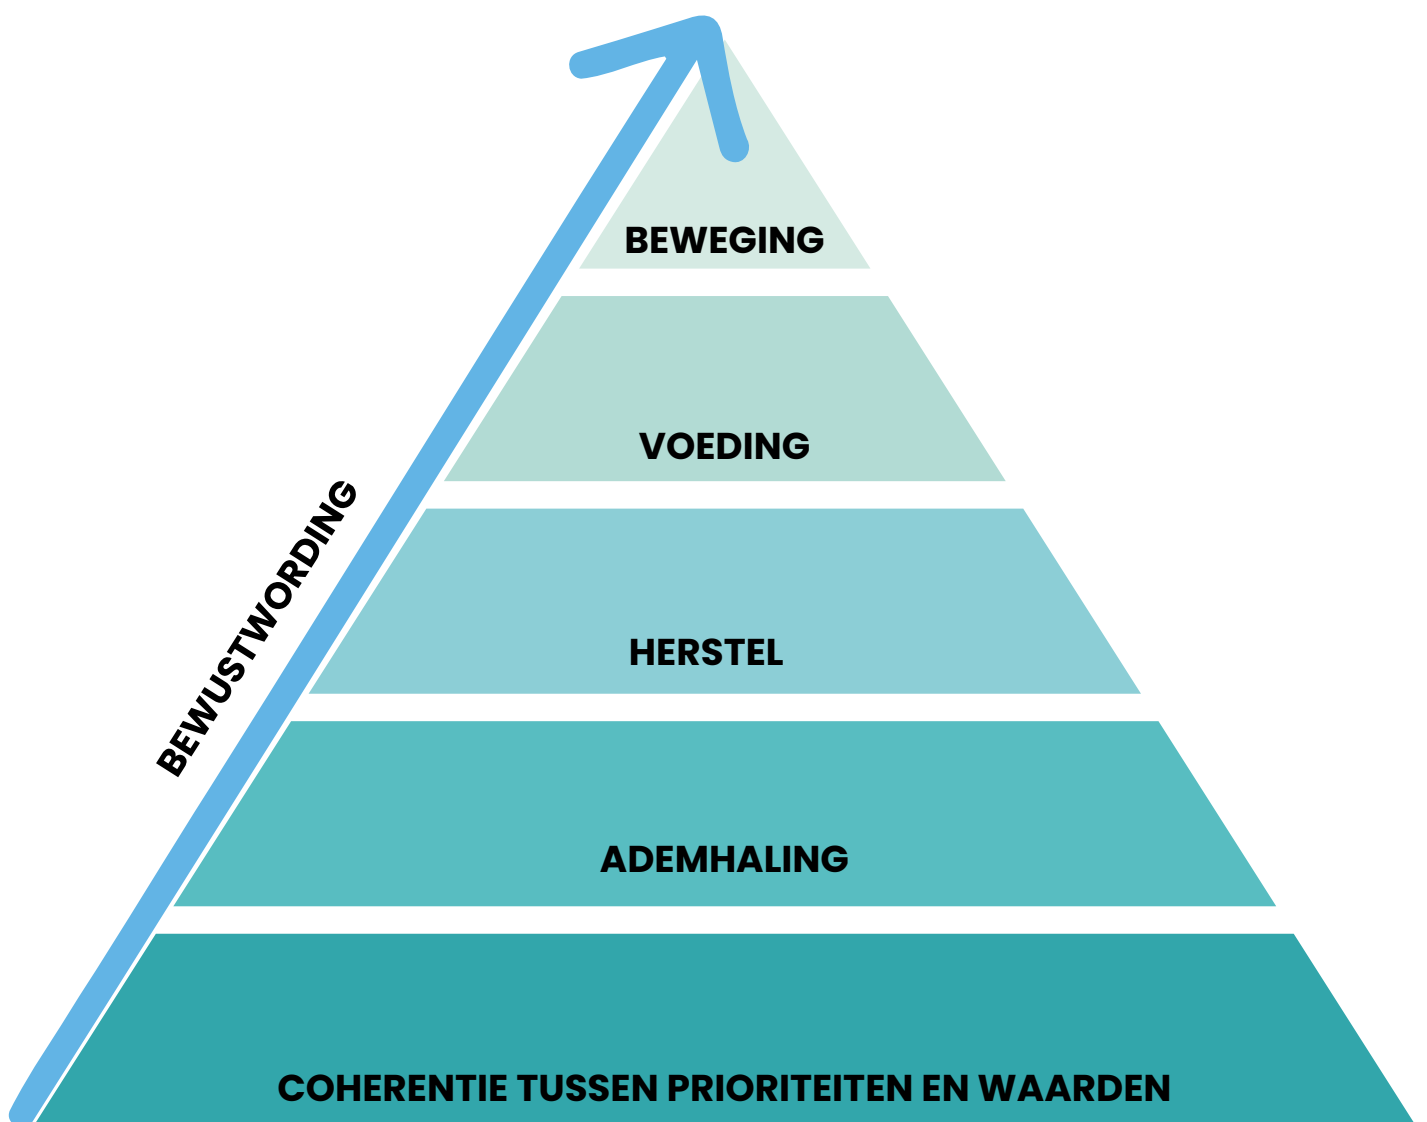 BEWEGING
VOEDING
HERSTEL
ADEMHALING
COHERENTIE TUSSEN PRIORITEITEN EN WAARDEN
BEWUSTWORDING